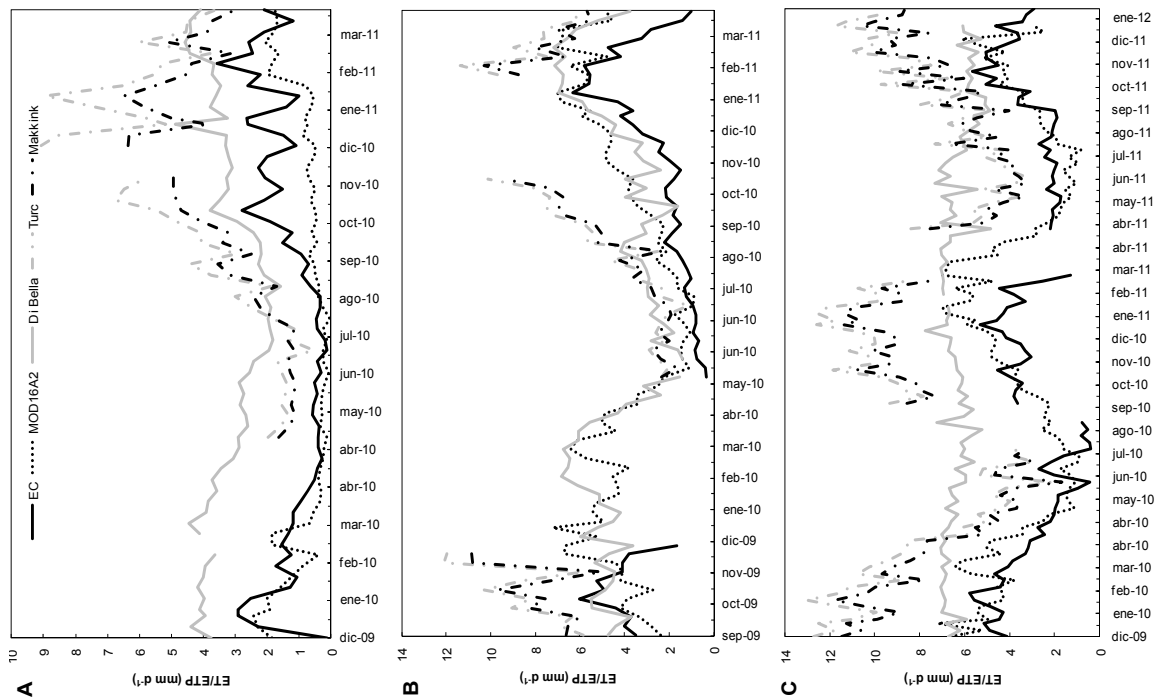 A
EC
MOD16A2
Di Bella
Turc
Makkink
ET/ETP (mm d⁻¹)
10
9
8
7
6
5
4
3
2
1
0
dic-09
ene-10
feb-10
mar-10
abr-10
abr-10
may-10
jun-10
jul-10
ago-10
sep-10
oct-10
nov-10
dic-10
ene-11
feb-11
mar-11
B
ET/ETP (mm d⁻¹)
14
12
10
8
6
4
2
0
sep-09
oct-09
nov-09
dic-09
ene-10
feb-10
mar-10
abr-10
may-10
jun-10
jun-10
jul-10
ago-10
sep-10
oct-10
nov-10
dic-10
ene-11
feb-11
mar-11
C
ET/ETP (mm d⁻¹)
14
12
10
8
6
4
2
0
dic-09
ene-10
feb-10
mar-10
abr-10
abr-10
may-10
jun-10
jul-10
ago-10
sep-10
oct-10
nov-10
dic-10
ene-11
feb-11
mar-11
abr-11
abr-11
may-11
jun-11
jul-11
ago-11
sep-11
oct-11
nov-11
dic-11
ene-12